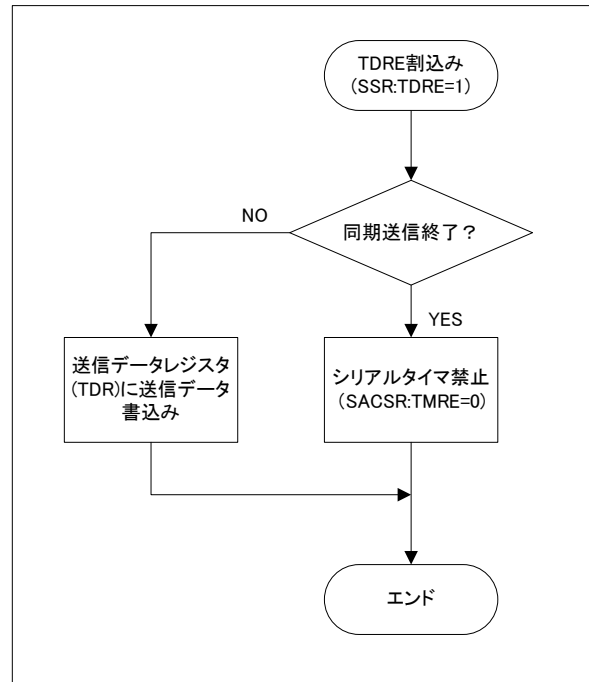 TDRE割込み
(SSR:TDRE=1)
同期送信終了？
NO
YES
送信データレジスタ
(TDR)に送信データ
書込み
シリアルタイマ禁止
(SACSR:TMRE=0)
エンド